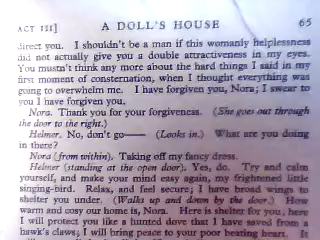 ACT III] A DOLL'S HOUSE 65
direct you. I shouldn't be a man if this womanly helplessness
did not actually give you a double attractiveness in my eyes.
You mustn't think any more about the hard things I said in my
first moment of consternation, when I thought everything was
going to overwhelm me. I have forgiven you, Nora; I swear to
you I have forgiven you.
Nora. Thank you for your forgiveness. (She goes out through
the door to the right.)
Helmer. No, don't go—— (Looks in.) What are you doing
in there?
Nora (from within). Taking off my fancy dress.
Helmer (standing at the open door). Yes, do. Try and calm
yourself, and make your mind easy again, my frightened little
singing-bird. Relax, and feel secure; I have broad wings to
shelter you under. (Walks up and down by the door.) How
warm and cosy our home is, Nora. Here is shelter for you; here
I will protect you like a hunted dove that I have saved from a
hawk's claws; I will bring peace to your poor beating heart.